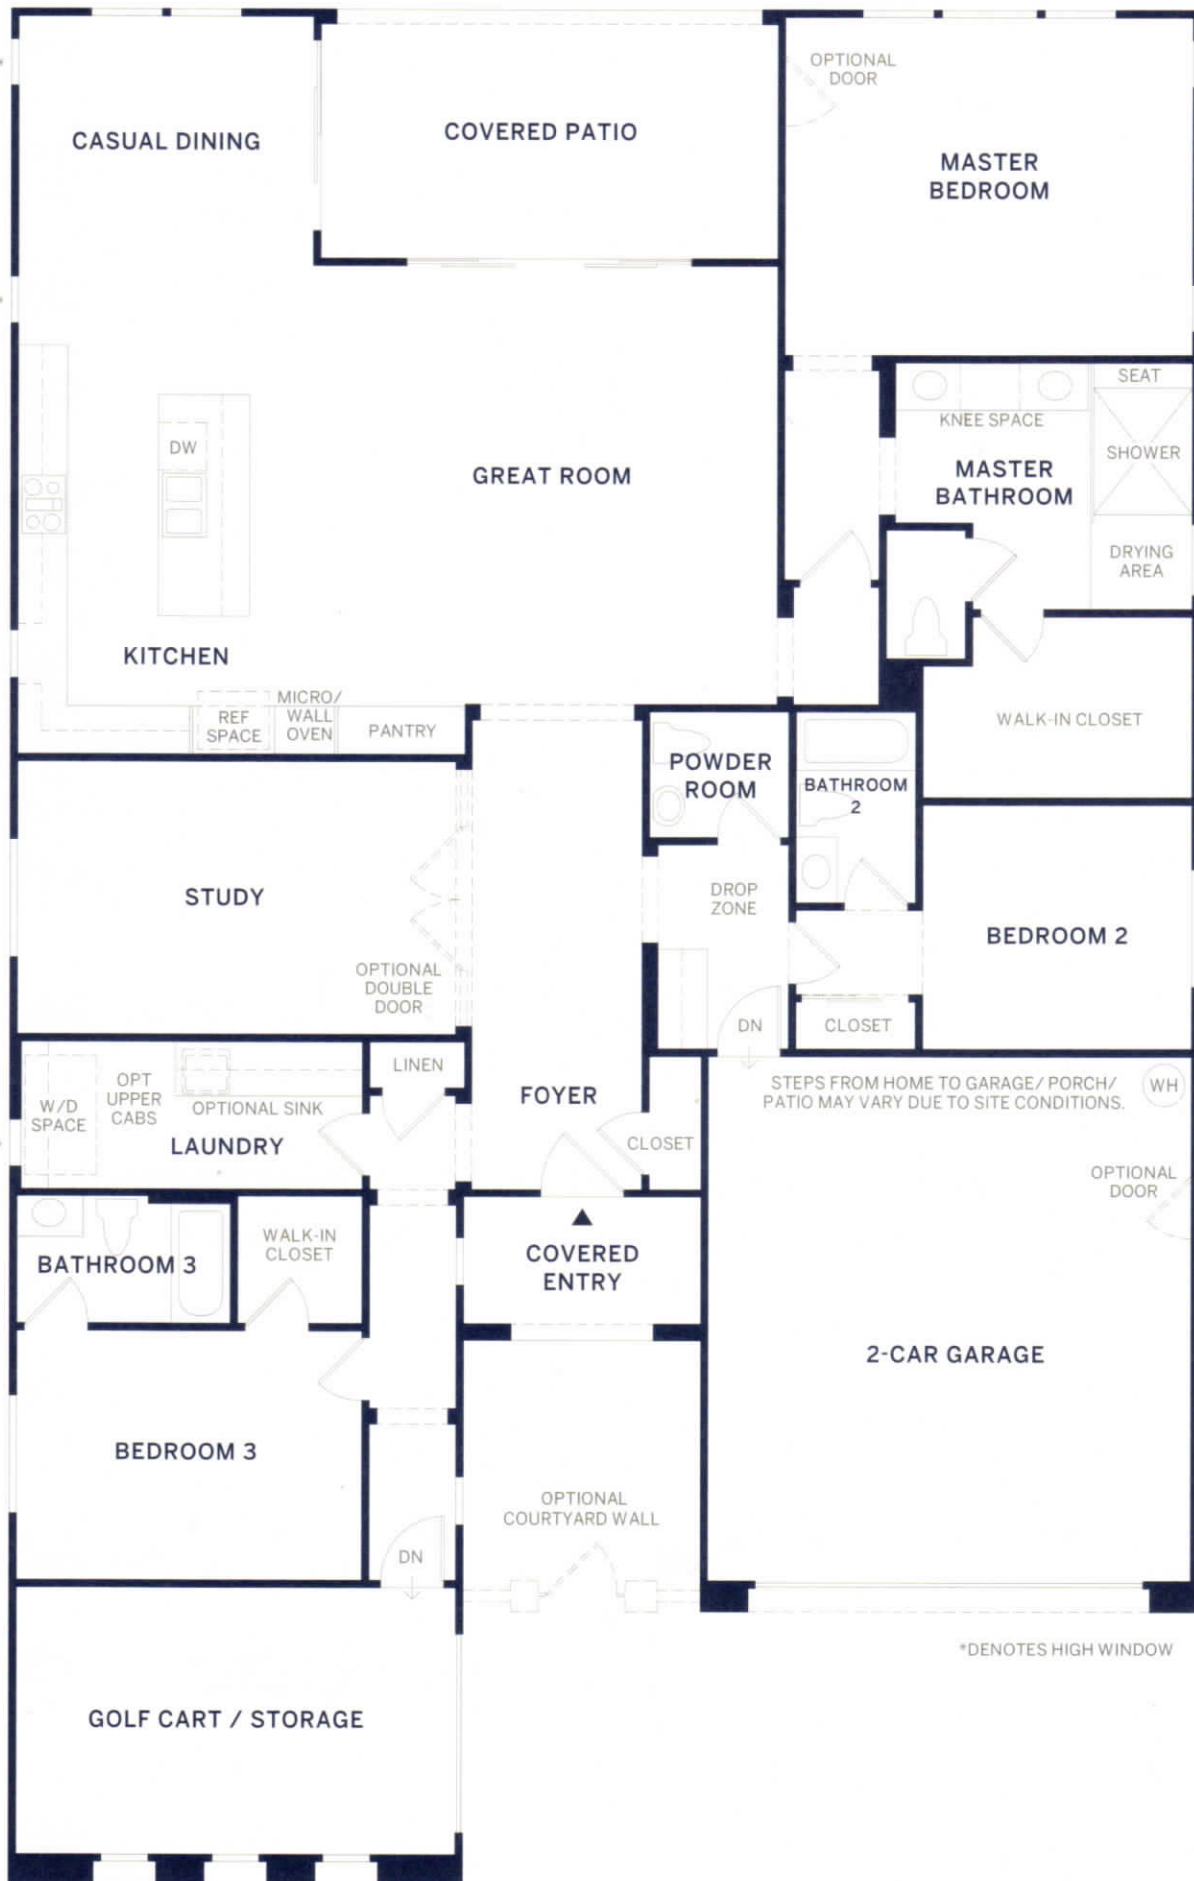 OPTIONAL
DOOR
CASUAL DINING
COVERED PATIO
MASTER
BEDROOM
SEAT
KNEE SPACE
DW
SHOWER
GREAT ROOM
MASTER
BATHROOM
DRYING
AREA
KITCHEN
MICRO/
WALL
OVEN
REF
SPACE
PANTRY
WALK-IN CLOSET
POWDER
ROOM
BATHROOM
2
STUDY
DROP
ZONE
BEDROOM 2
OPTIONAL
DOUBLE
DOOR
DN
CLOSET
LINEN
OPT
UPPER
CABS
W/D
SPACE
OPTIONAL SINK
LAUNDRY
FOYER
CLOSET
STEPS FROM HOME TO GARAGE/ PORCH/
PATIO MAY VARY DUE TO SITE CONDITIONS.
WH
OPTIONAL
DOOR
WALK-IN
CLOSET
BATHROOM 3
COVERED
ENTRY
2-CAR GARAGE
BEDROOM 3
OPTIONAL
COURTYARD WALL
DN
*DENOTES HIGH WINDOW
GOLF CART / STORAGE